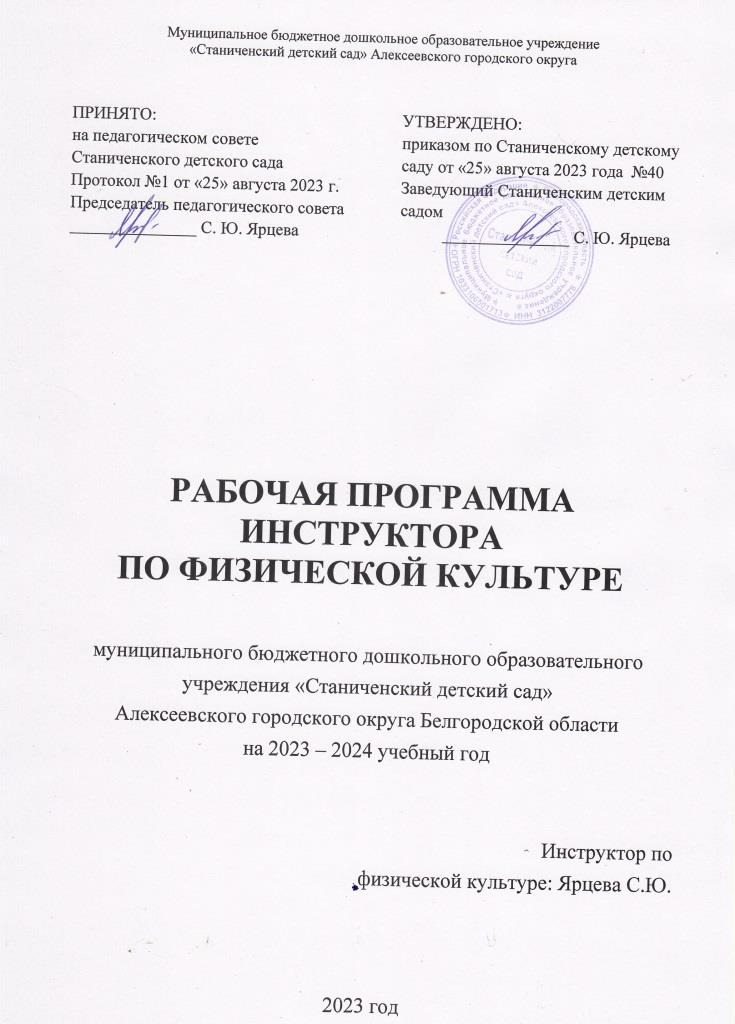 Муниципальное бюджетное дошкольное образовательное учреждение
«Станиченский детский сад» Алексеевского городского округа
ПРИНЯТО:
на педагогическом совете
Станиченского детского сада
Протокол №1 от «25» августа 2023 г.
Председатель педагогического совета
С. Ю. Ярцева
УТВЕРЖДЕНО:
приказом по Станиченскому детскому
саду от «25» августа 2023 года №40
Заведующий Станиченским детским
садом
С. Ю. Ярцева
РАБОЧАЯ ПРОГРАММА
ИНСТРУКТОРА
ПО ФИЗИЧЕСКОЙ КУЛЬТУРЕ
муниципального бюджетного дошкольного образовательного
учреждения «Станиченский детский сад»
Алексеевского городского округа Белгородской области
на 2023 – 2024 учебный год
Инструктор по
физической культуре: Ярцева С.Ю.
2023 год